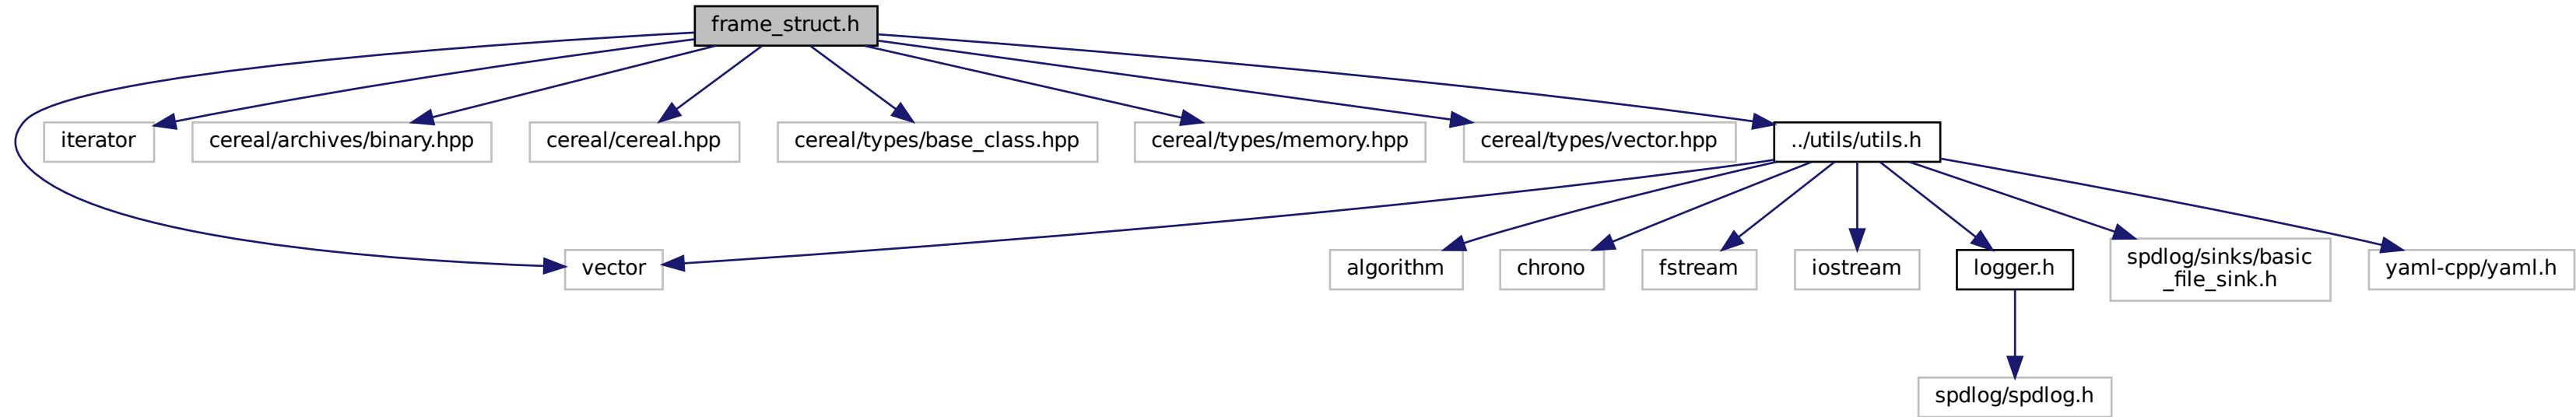 frame_struct.h
iterator
cereal/archives/binary.hpp
cereal/cereal.hpp
cereal/types/base_class.hpp
cereal/types/memory.hpp
cereal/types/vector.hpp
../utils/utils.h
vector
algorithm
chrono
fstream
iostream
logger.h
spdlog/sinks/basic
_file_sink.h
yaml-cpp/yaml.h
spdlog/spdlog.h